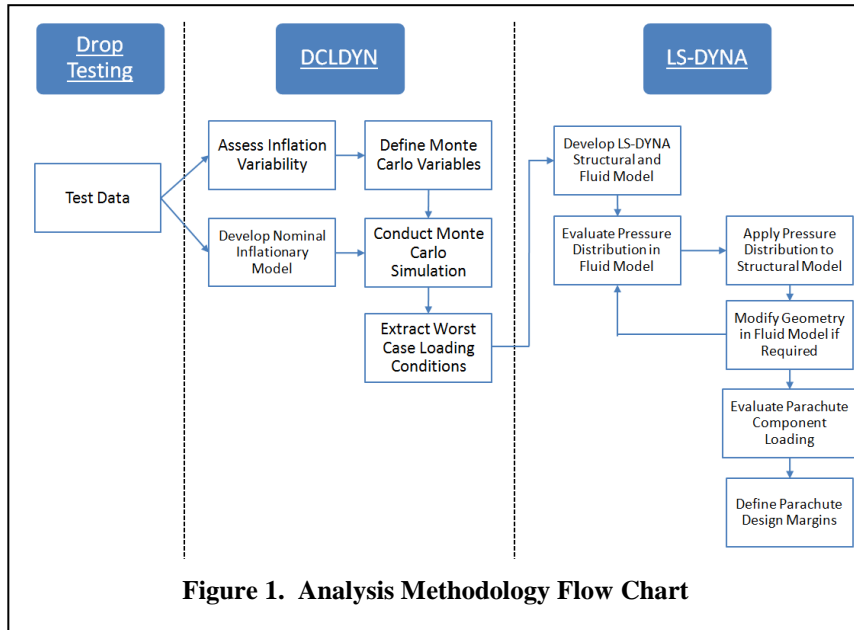 Drop
Testing
DCLDYN
LS-DYNA
Test Data
Assess Inflation
Variability
Define Monte
Carlo Variables
Develop Nominal
Inflationary
Model
Conduct Monte
Carlo
Simulation
Extract Worst
Case Loading
Conditions
Develop LS-DYNA
Structural and
Fluid Model
Evaluate Pressure
Distribution in
Fluid Model
Apply Pressure
Distribution to
Structural Model
Modify Geometry
in Fluid Model if
Required
Evaluate Parachute
Component
Loading
Define Parachute
Design Margins
Figure 1. Analysis Methodology Flow Chart